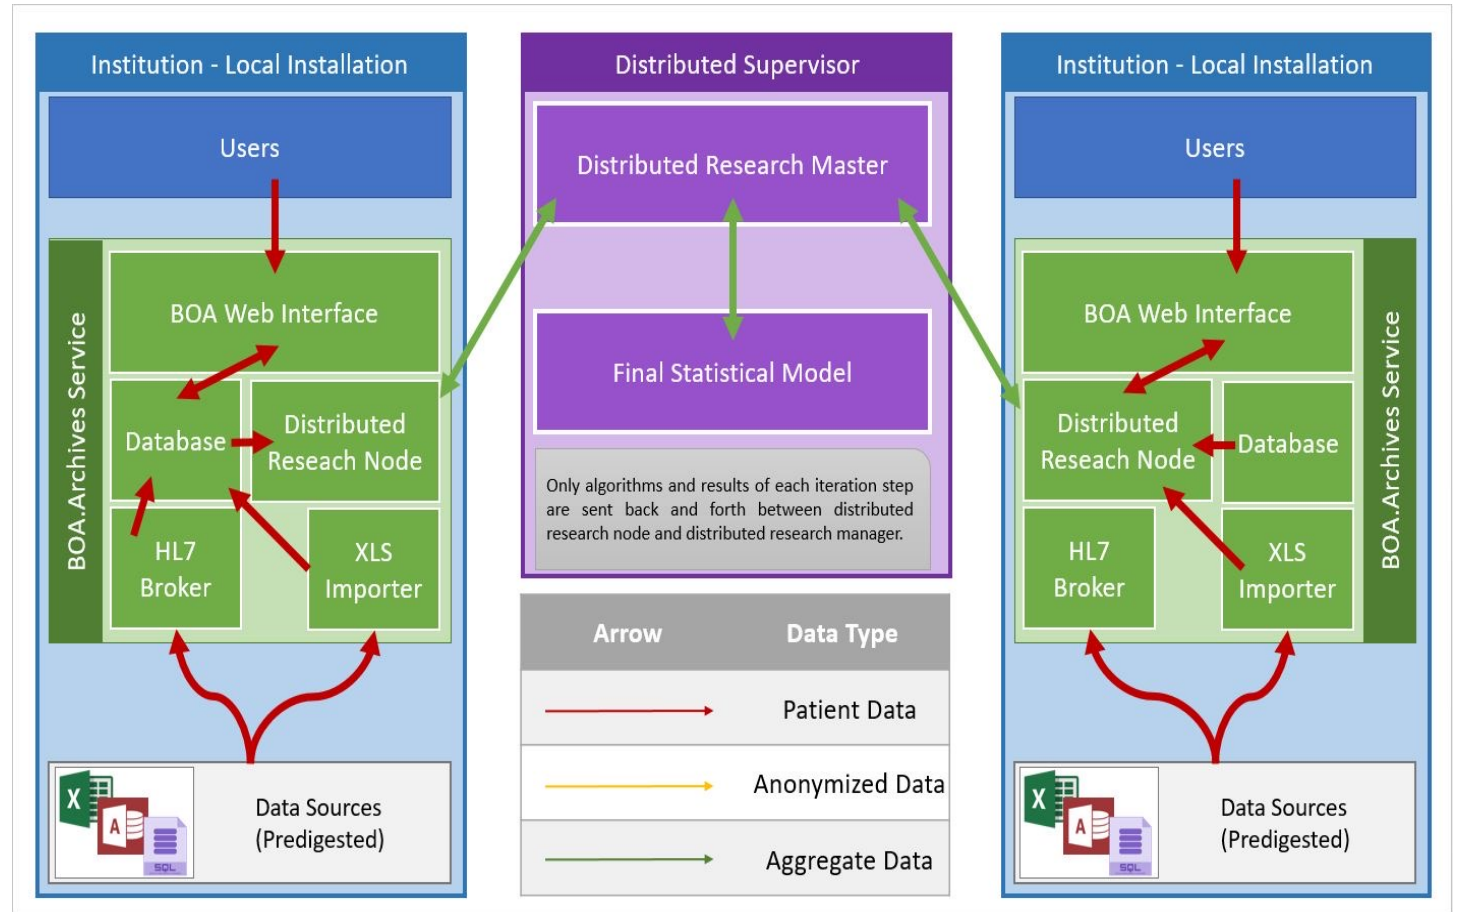 Institution - Local Installation
Users
BOA.Archives Service
BOA Web Interface
Database
Distributed
Reseach Node
HL7
Broker
XLS
Importer
X
A
SQL
Data Sources
(Predigested)
Distributed Supervisor
Distributed Research Master
Final Statistical Model
Only algorithms and results of each iteration step
are sent back and forth between distributed
research node and distributed research manager.
Arrow Data Type
Patient Data
Anonymized Data
Aggregate Data
Institution - Local Installation
Users
BOA Web Interface
Distributed
Reseach Node
Database
HL7
Broker
XLS
Importer
BOA.Archives Service
X
A
SQL
Data Sources
(Predigested)